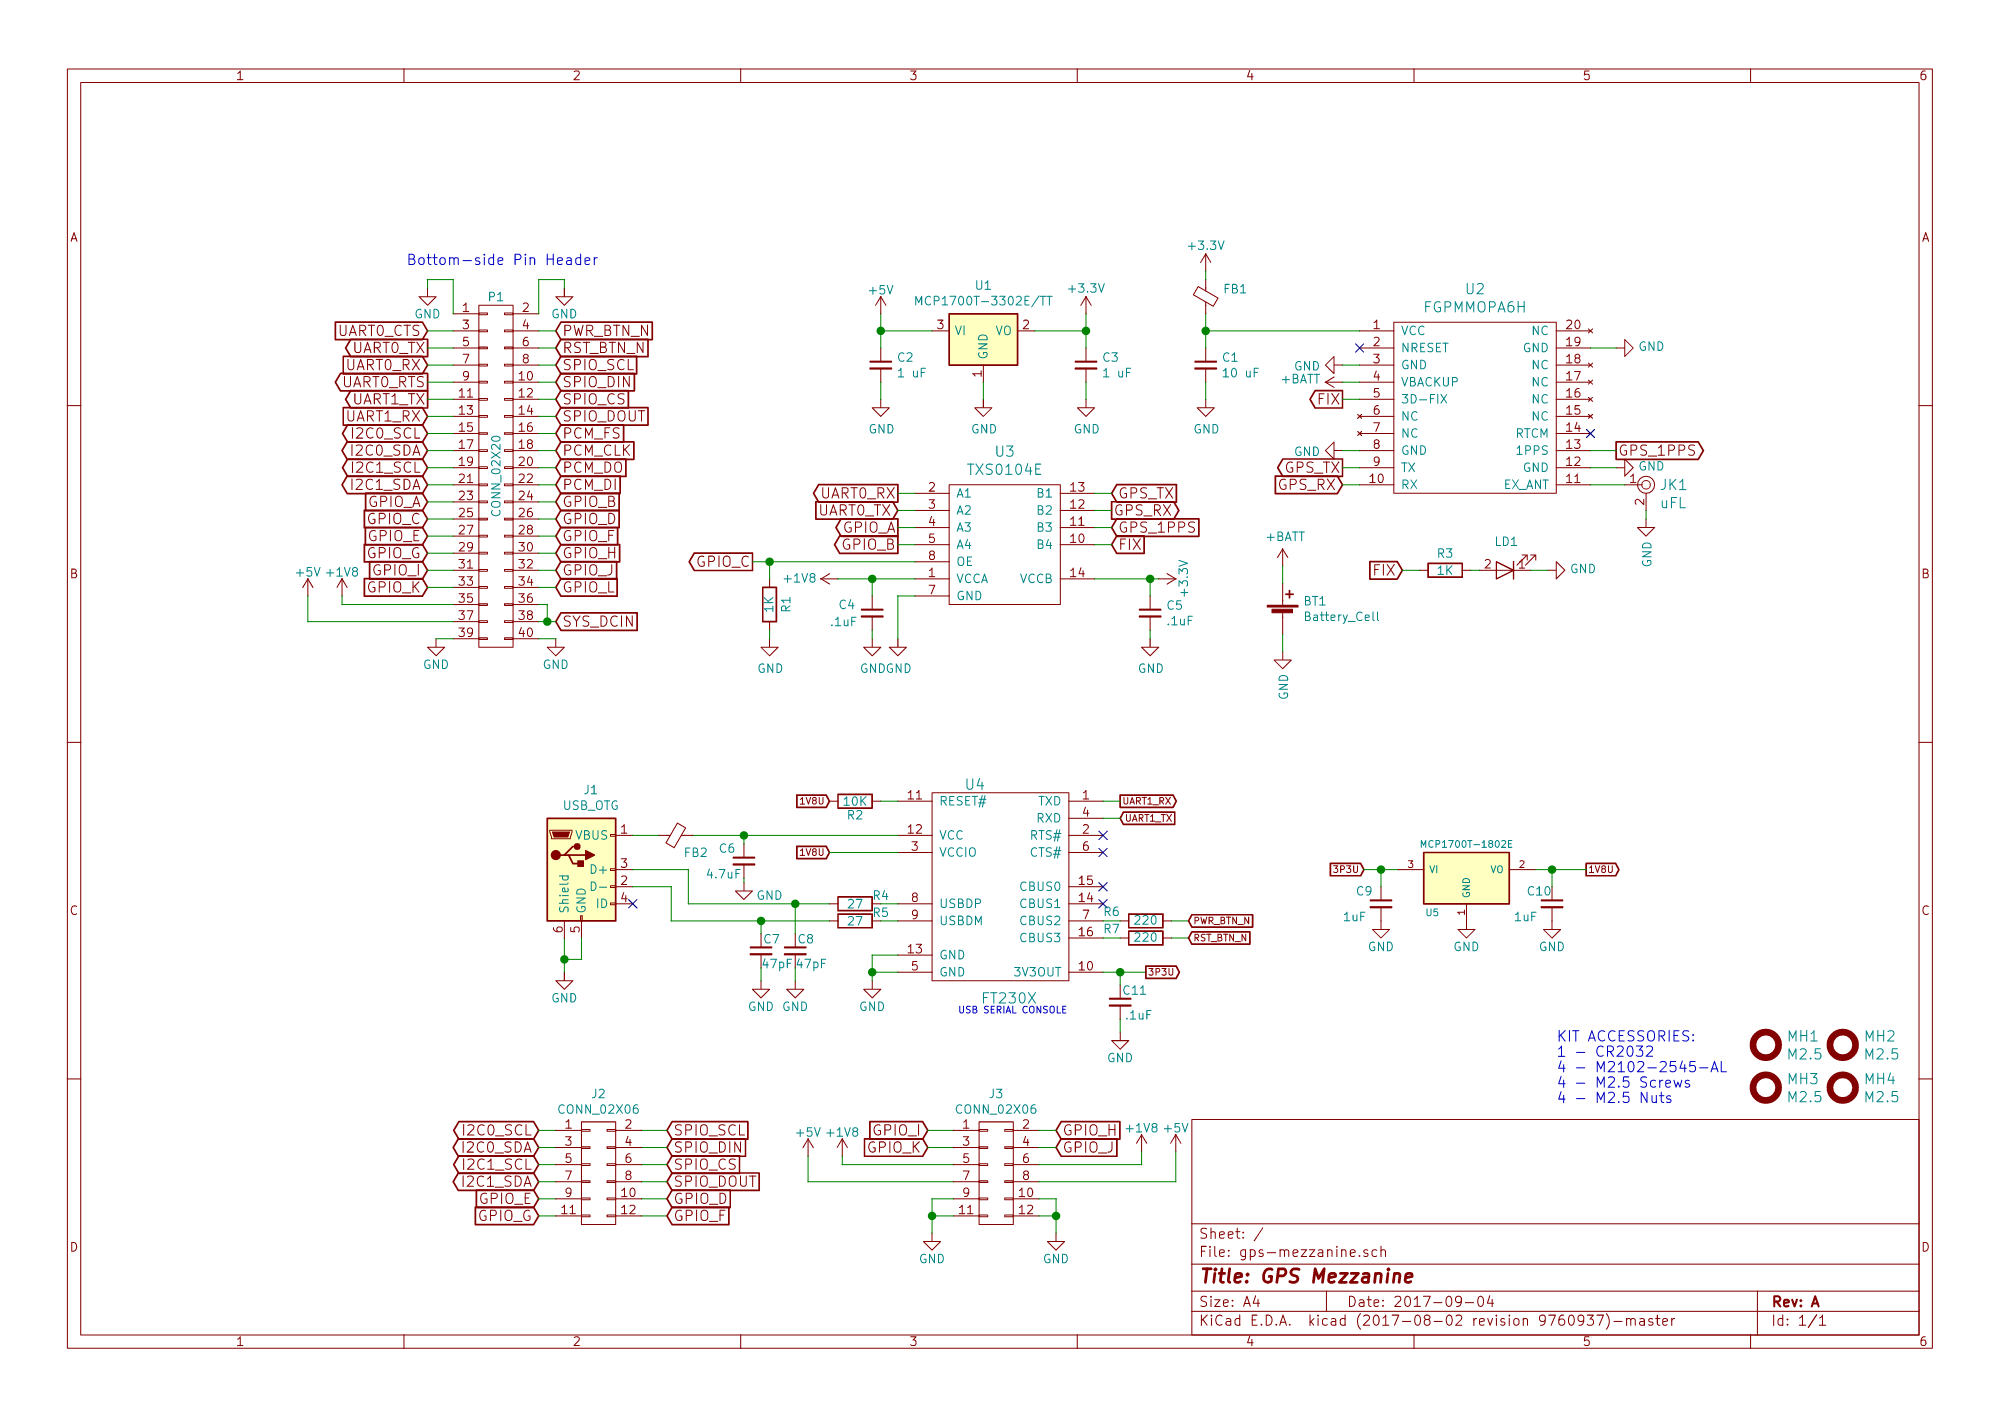 1 2 3 4 5 6
A
B
C
D
A
B
C
D
Bottom-side Pin Header
P1
CONN_02X20
GND
GND
1 2
UART0_CTS 3 4 PWR_BTN_N
UART0_TX 5 6 RST_BTN_N
UART0_RX 7 8 SPI0_SCL
UART0_RTS 9 10 SPI0_DIN
UART1_TX 11 12 SPI0_CS
UART1_RX 13 14 SPI0_DOUT
I2C0_SCL 15 16 PCM_FS
I2C0_SDA 17 18 PCM_CLK
I2C1_SCL 19 20 PCM_DO
I2C1_SDA 21 22 PCM_DI
GPIO_A 23 24 GPIO_B
GPIO_C 25 26 GPIO_D
GPIO_E 27 28 GPIO_F
GPIO_G 29 30 GPIO_H
GPIO_I 31 32 GPIO_J
GPIO_K 33 34 GPIO_L
+5V +1V8
35 36
37 38 SYS_DCIN
39 40
GND
GND
U1
MCP1700T-3302E/TT
+5V
+3.3V
3 VI VO 2
GND
1
C2
1 uF
C3
1 uF
GND
GND
GND
+3.3V
FB1
C1
10 uF
GND
U2
FGPMMOPA6H
1 VCC NC 20
2 NRESET GND 19 GND
GND 3 GND NC 18
+BATT 4 VBACKUP NC 17
FIX 5 3D-FIX NC 16
6 NC NC 15
7 NC RTCM 14
GND 8 GND 1PPS 13 GPS_1PPS
GPS_TX 9 TX GND 12 GND
GPS_RX 10 RX EX_ANT 11
1
2
JK1
uFL
GND
U3
TXS0104E
UART0_RX 2 A1 B1 13 GPS_TX
UART0_TX 3 A2 B2 12 GPS_RX
GPIO_A 4 A3 B3 11 GPS_1PPS
GPIO_B 5 A4 B4 10 FIX
GPIO_C 8 OE
+1V8 1 VCCA VCCB 14 +3.3V
7 GND
1K
R1
C4
.1uF
C5
.1uF
GND
GND
GND
GND
+BATT
BT1
Battery_Cell
GND
FIX
R3
1K
LD1
2 1
GND
J1
USB_OTG
VBUS 1
D+ 3
D- 2
ID 4
Shield
GND
6 5
GND
FB2
C6
4.7uF
GND
C7
47pF
C8
47pF
GND
GND
U4
1V8U 10K 11 RESET# TXD 1 UART1_RX
R2
RXD 4 UART1_TX
12 VCC RTS# 2
1V8U 3 VCCIO CTS# 6
CBUS0 15
R4
27 8 USBDP CBUS1 14
R5
27 9 USBDM CBUS2 7 R6 220 PWR_BTN_N
CBUS3 16 R7 220 RST_BTN_N
13 GND
5 GND 3V3OUT 10 3P3U
GND
FT230X
USB SERIAL CONSOLE
C11
.1uF
GND
MCP1700T-1802E
3P3U 3 VI VO 2 1V8U
GND
U5
1
C9
1uF
C10
1uF
GND
GND
GND
KIT ACCESSORIES:
1 - CR2032
4 - M2102-2545-AL
4 - M2.5 Screws
4 - M2.5 Nuts
MH1
M2.5
MH2
M2.5
MH3
M2.5
MH4
M2.5
J2
CONN_02X06
I2C0_SCL 1 2 SPI0_SCL
I2C0_SDA 3 4 SPI0_DIN
I2C1_SCL 5 6 SPI0_CS
I2C1_SDA 7 8 SPI0_DOUT
GPIO_E 9 10 GPIO_D
GPIO_G 11 12 GPIO_F
J3
CONN_02X06
+5V +1V8
GPIO_I 1 2 GPIO_H
GPIO_K 3 4 GPIO_J
+1V8 +5V
5 6
7 8
9 10
11 12
GND
GND
Sheet: /
File: gps-mezzanine.sch
Title: GPS Mezzanine
Size: A4 Date: 2017-09-04 Rev: A
KiCad E.D.A. kicad (2017-08-02 revision 9760937)-master Id: 1/1
1 2 3 4 5 6